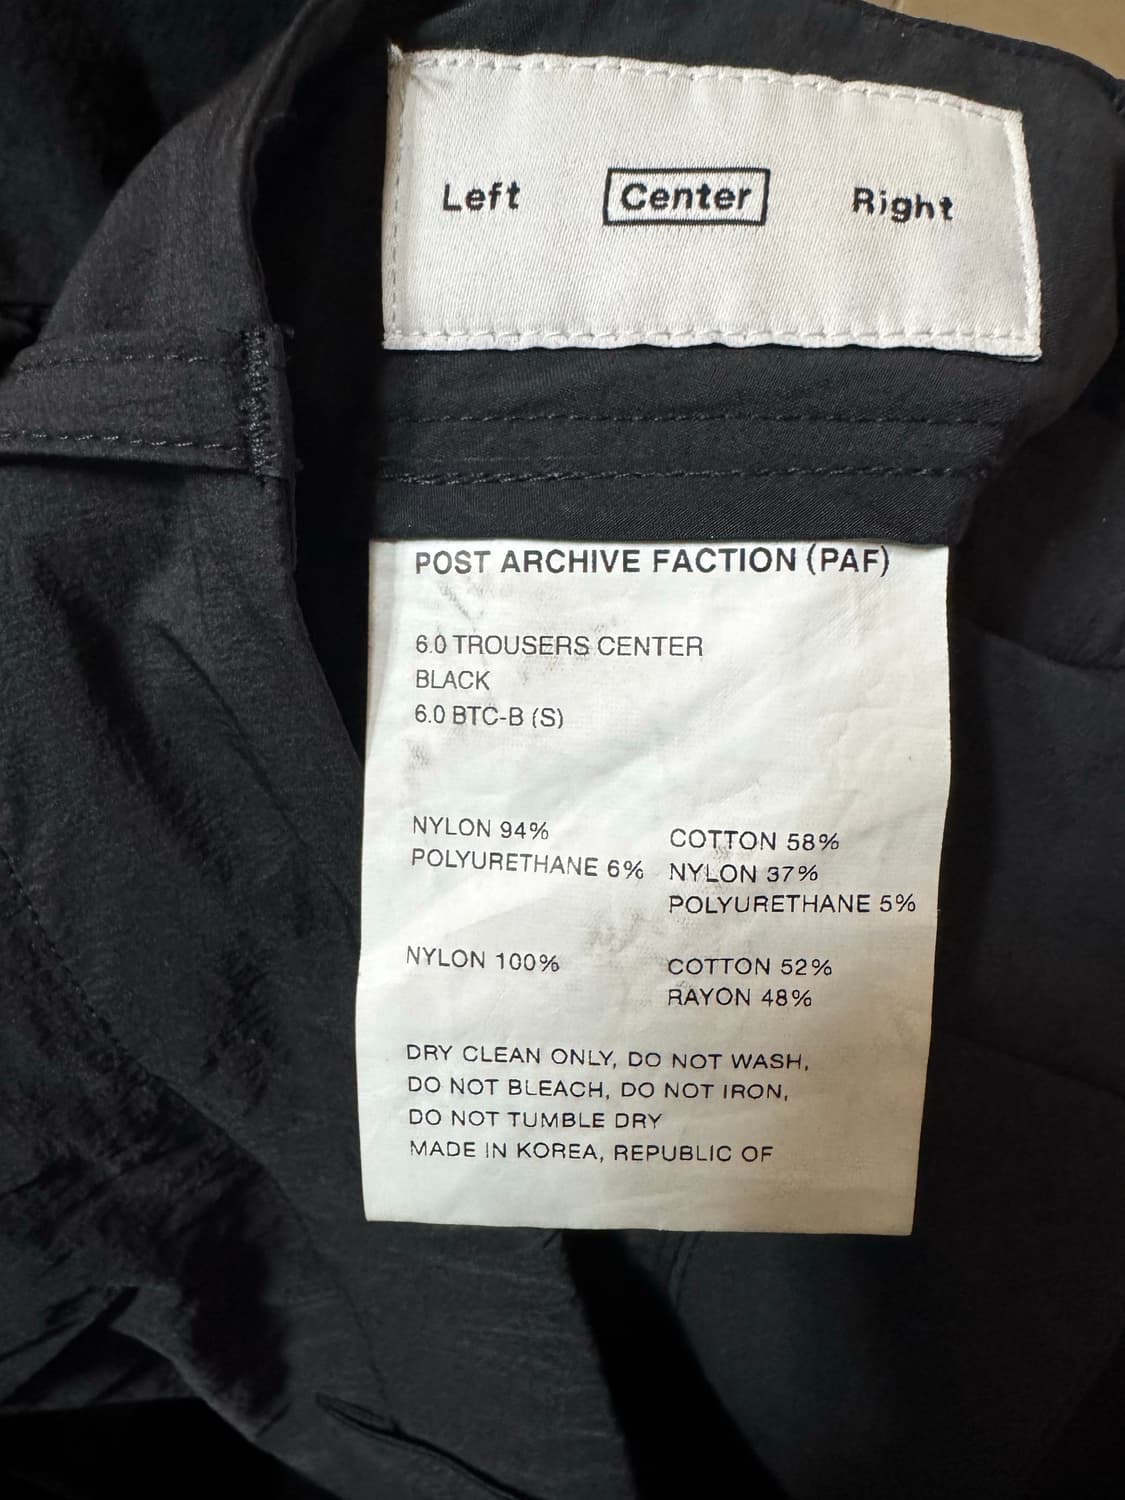 Left Center Right
POST ARCHIVE FACTION (PAF)
6.0 TROUSERS CENTER
BLACK
6.0 BTC-B (S)
NYLON 94%
POLYURETHANE 6%
COTTON 58%
NYLON 37%
POLYURETHANE 5%
NYLON 100%
COTTON 52%
RAYON 48%
DRY CLEAN ONLY, DO NOT WASH,
DO NOT BLEACH, DO NOT IRON,
DO NOT TUMBLE DRY
MADE IN KOREA, REPUBLIC OF